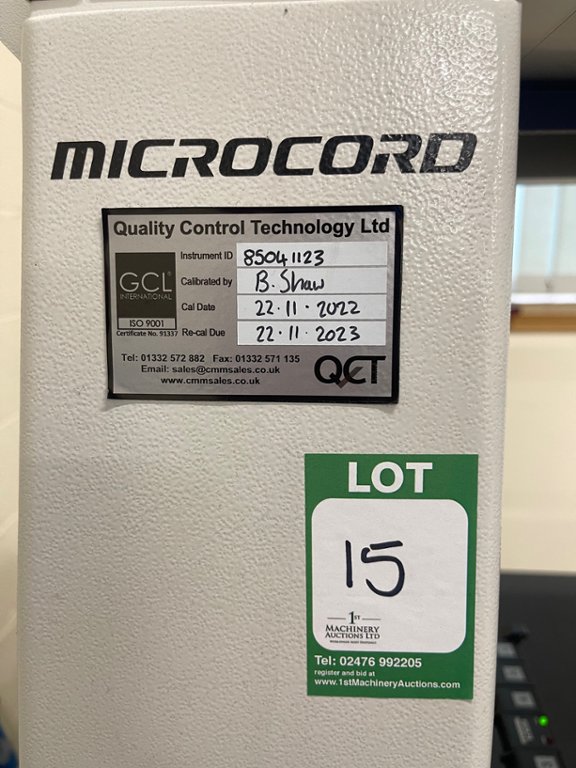 MICROCORD
Quality Control Technology Ltd
Instrument ID 85041123
GCL
INTERNATIONAL
Calibrated by B. Shaw
Cal Date 22·11·2022
ISO 9001
Certificate No. 91337
Re-cal Due 22·11·2023
Tel: 01332 572 882 Fax: 01332 571 135
Email: sales@cmmsales.co.uk
www.cmmsales.co.uk
QCT
LOT
15
1ST
MACHINERY
AUCTIONS LTD
Tel: 02476 992205
register and bid at
www.1stMachineryAuctions.com